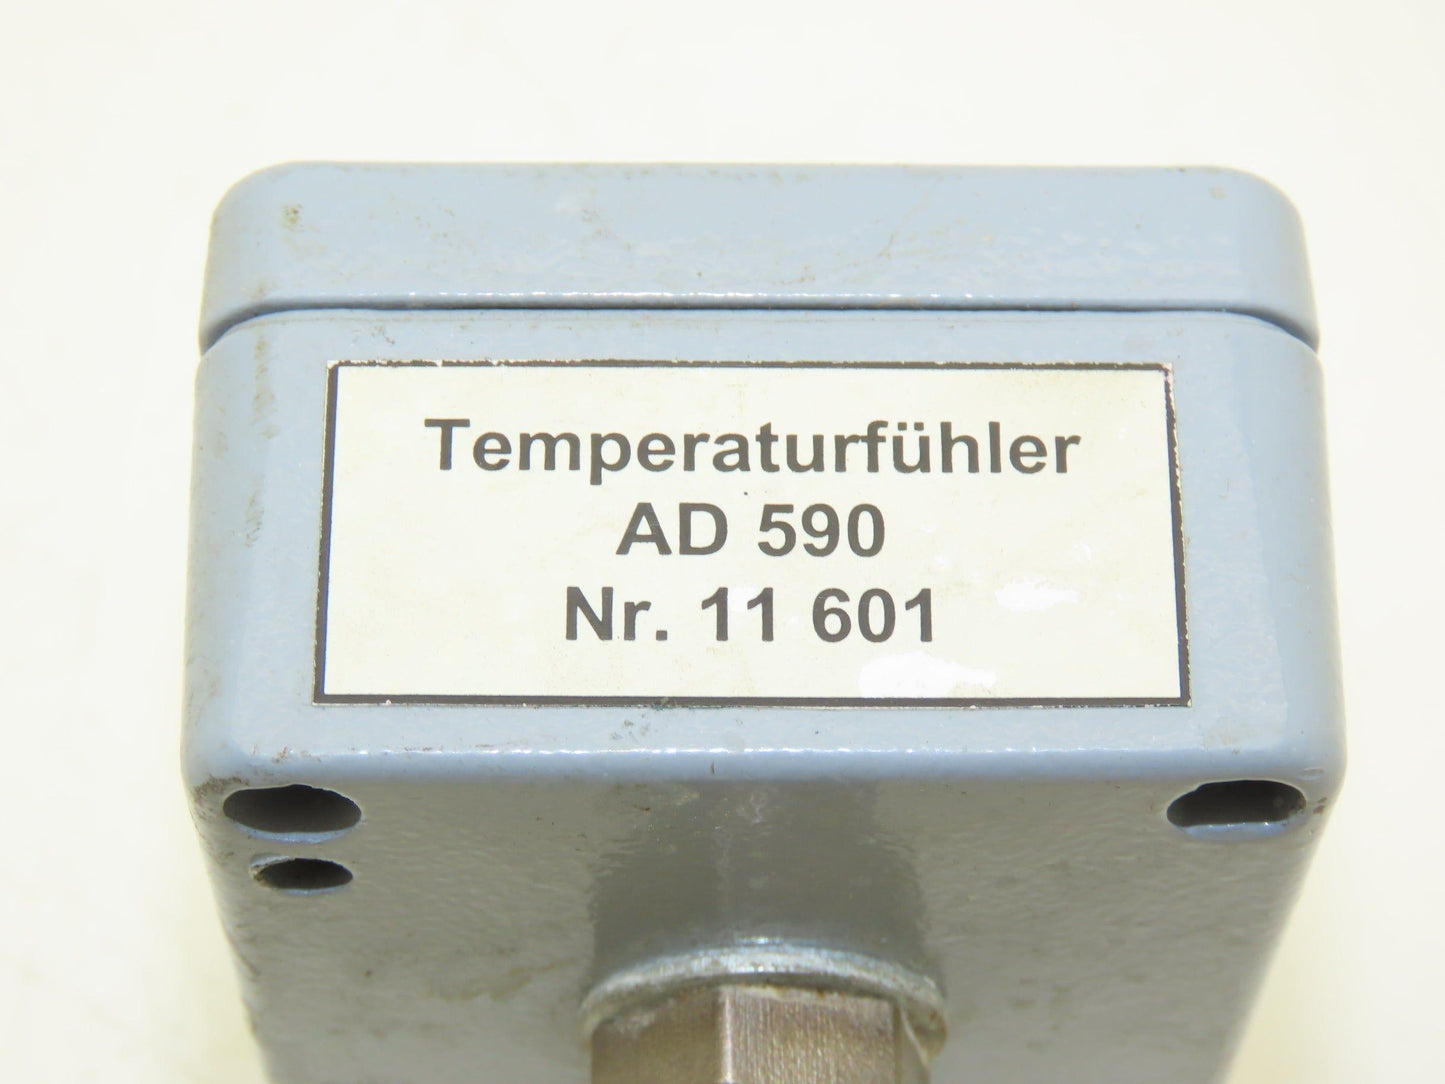 Temperaturfühler
AD 590
Nr. 11 601